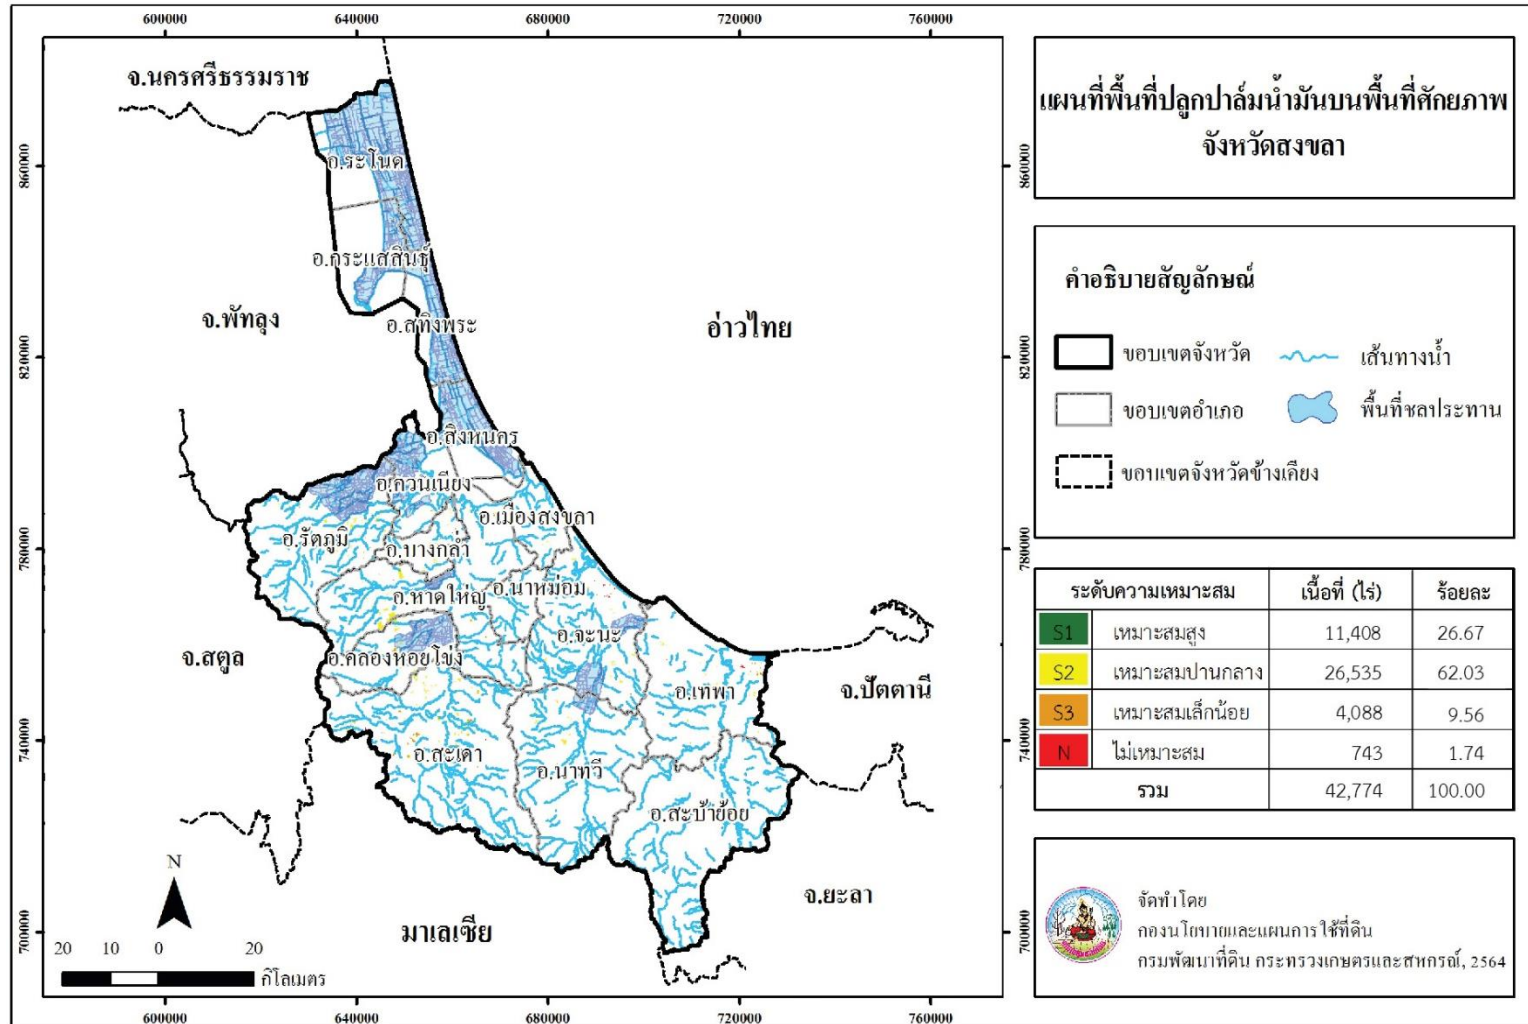 600000 640000 680000 720000 760000
จ.นครศรีธรรมราช
แผนที่พื้นที่ปลูกปาล์มน้ำมันบนพื้นที่ศักยภาพ
จังหวัดสงขลา
860000
อ.ระโนด
860000
อ.กระแสสินธุ์
คำอธิบายสัญลักษณ์
จ.พัทลุง
อ.สทิงพระ
อ่าวไทย
820000
820000
ขอบเขตจังหวัด
เส้นทางน้ำ
ขอบเขตอำเภอ
พื้นที่ชลประทาน
ขอบเขตจังหวัดข้างเคียง
อ.สิงหนคร
อ.ควนเนียง
อ.เมืองสงขลา
อ.รัตภูมิ
อ.บางกล่ำ
780000
780000
อ.หาดใหญ่
อ.นาหม่อม
อ.จะนะ
จ.สตูล
อ.คลองหอยโข่ง
อ.เทพา
จ.ปัตตานี
740000
740000
อ.สะเดา
อ.นาทวี
อ.สะบ้าย้อย
ระดับความเหมาะสม เนื้อที่ (ไร่) ร้อยละ
S1 เหมาะสมสูง 11,408 26.67
S2 เหมาะสมปานกลาง 26,535 62.03
S3 เหมาะสมเล็กน้อย 4,088 9.56
N ไม่เหมาะสม 743 1.74
รวม 42,774 100.00
N
จ.ยะลา
มาเลเซีย
700000
700000
20 10 0 20
กิโลเมตร
จัดทำโดย
กองนโยบายและแผนการใช้ที่ดิน
กรมพัฒนาที่ดิน กระทรวงเกษตรและสหกรณ์, 2564
600000 640000 680000 720000 760000